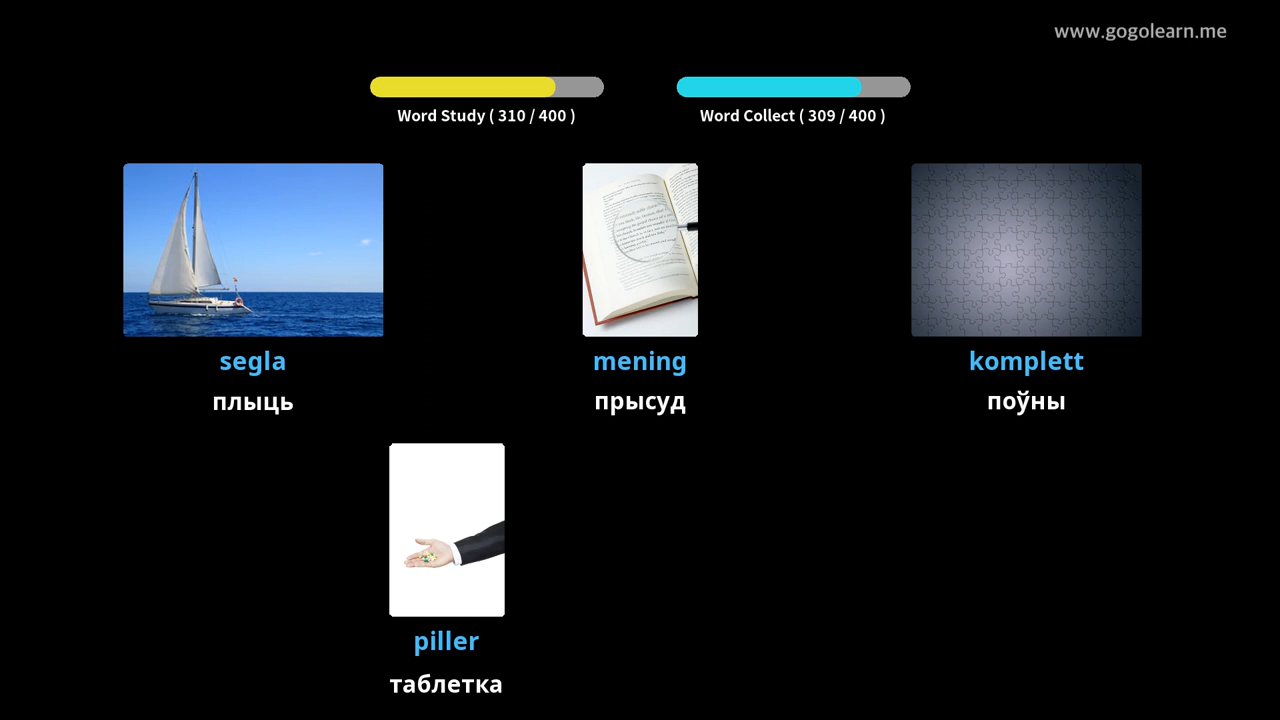 www.gogolearn.me
Word Study ( 310 / 400 )
Word Collect ( 309 / 400 )
segla
mening
komplett
плыць
прысуд
поўны
piller
таблетка